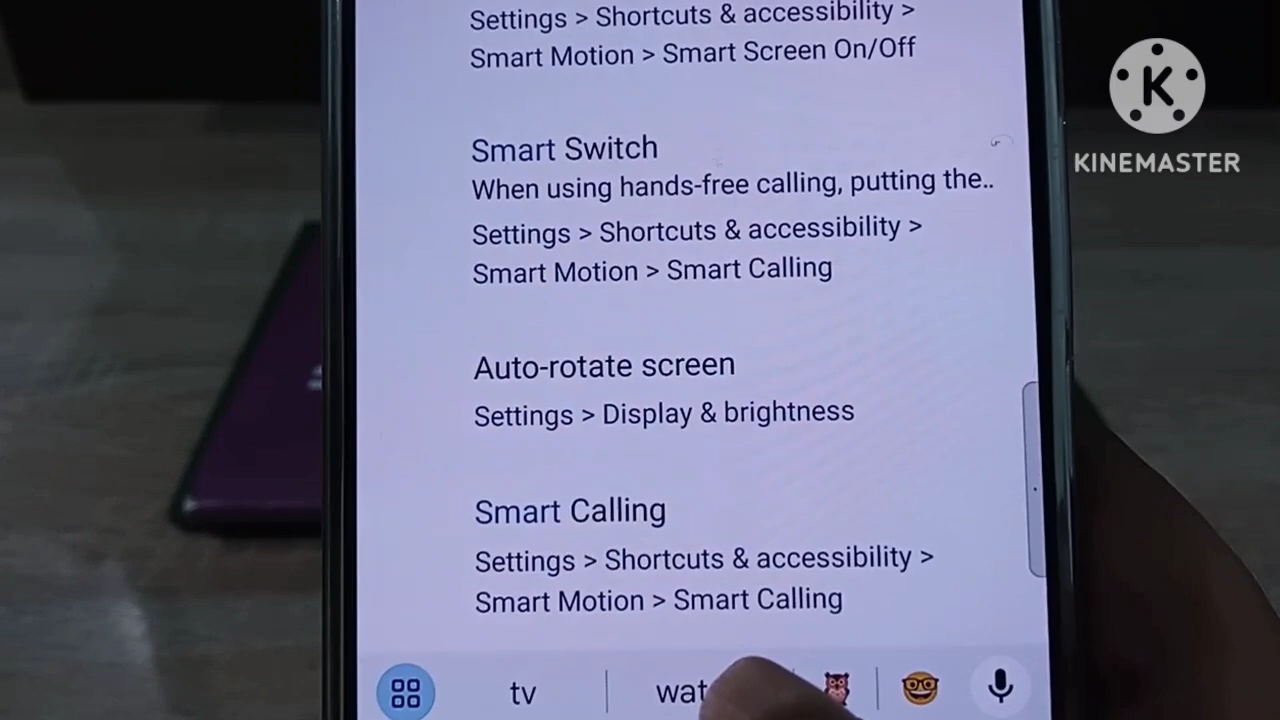 Settings > Shortcuts & accessibility >
Smart Motion > Smart Screen On/Off
Smart Switch
When using hands-free calling, putting the..
Settings > Shortcuts & accessibility >
Smart Motion > Smart Calling
Auto-rotate screen
Settings > Display & brightness
Smart Calling
Settings > Shortcuts & accessibility >
Smart Motion > Smart Calling
tv
K
KINEMASTER